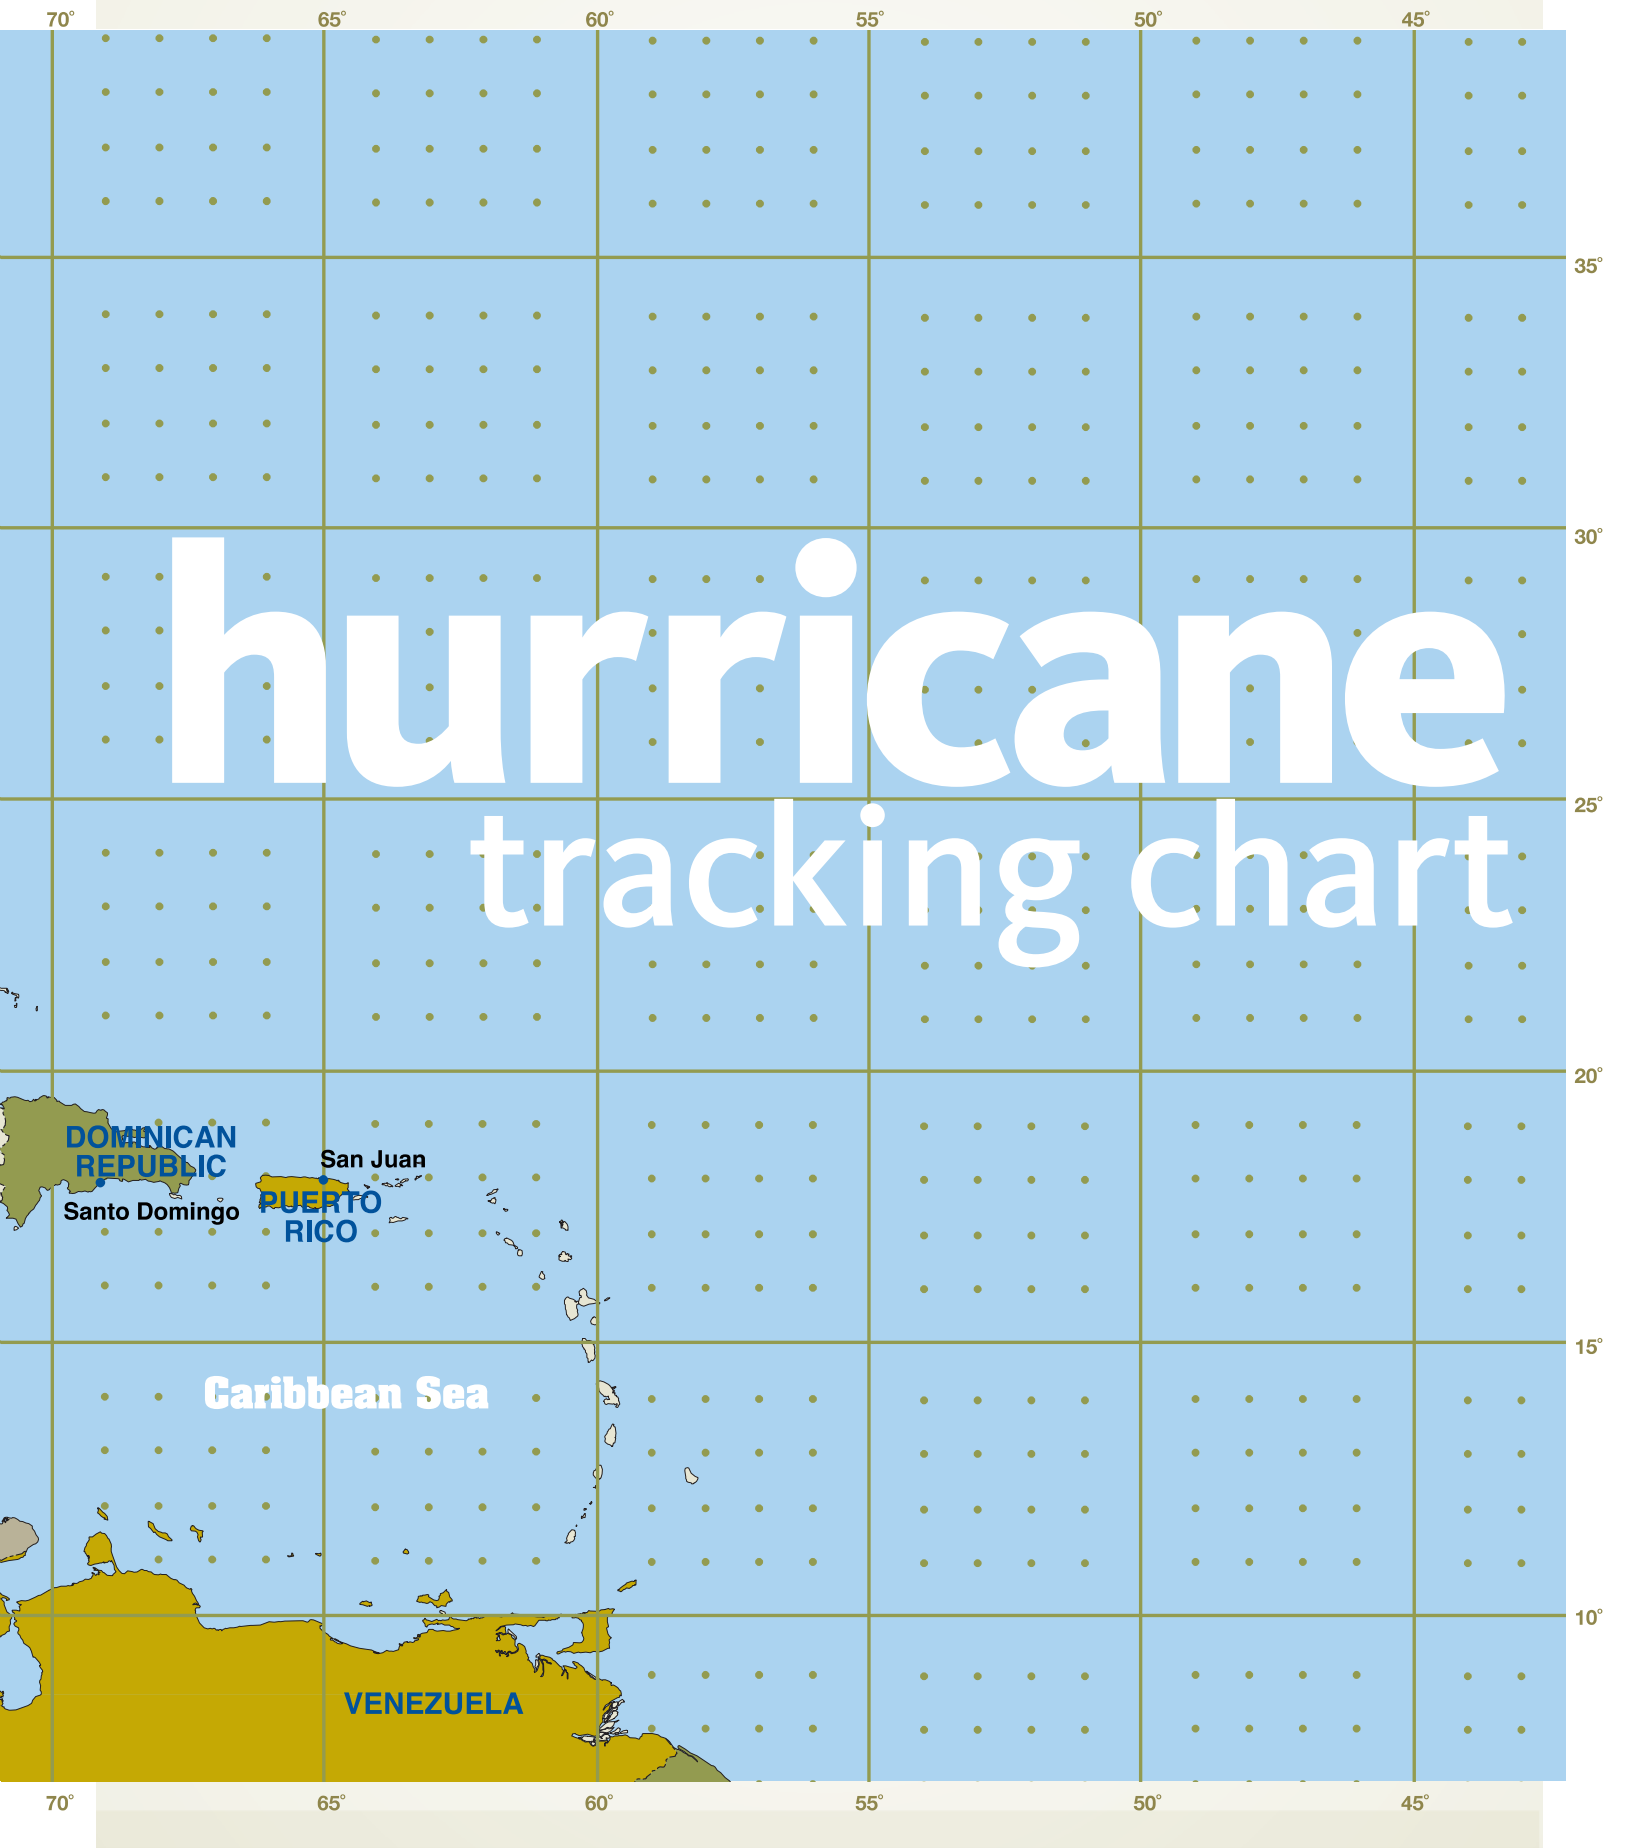 70° 65° 60° 55° 50° 45°
35°
30°
hurricane
25°
tracking chart
20°
DOMINICAN
REPUBLIC
San Juan
Santo Domingo
PUERTO
RICO
15°
Caribbean Sea
10°
VENEZUELA
70° 65° 60° 55° 50° 45°